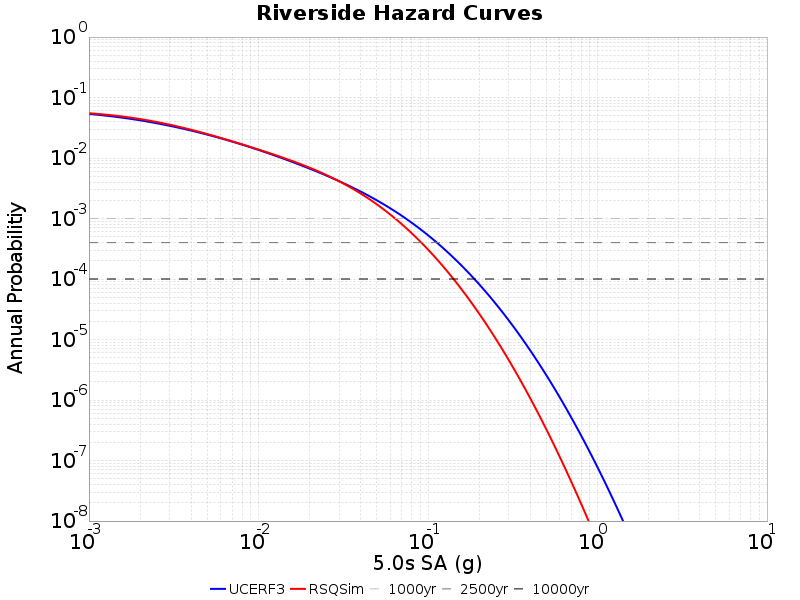 Riverside Hazard Curves
10^0
10^-1
10^-2
10^-3
10^-4
10^-5
10^-6
10^-7
10^-8
Annual Probabilitiy
10^-3 10^-2 10^-1 10^0 10^1
5.0s SA (g)
UCERF3 RSQSim 1000yr 2500yr 10000yr